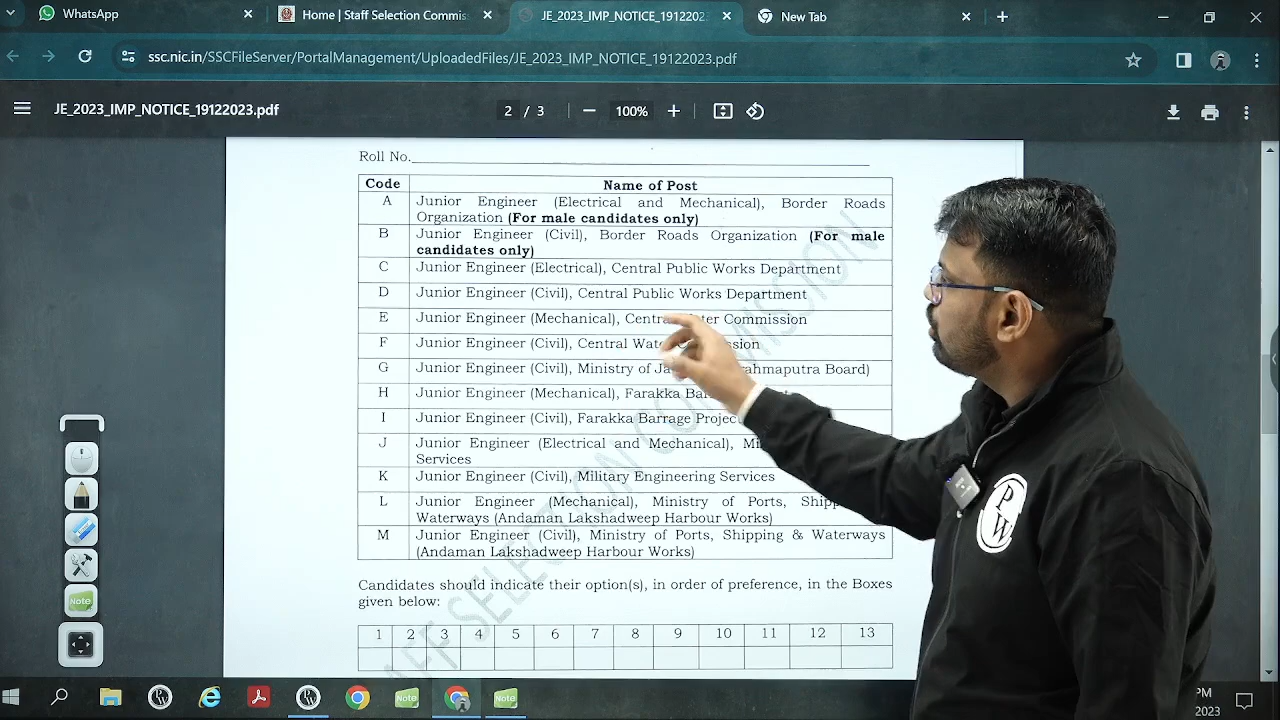 WhatsApp
Home | Staff Selection Commiss
JE_2023_IMP_NOTICE_1912202
New Tab
ssc.nic.in/SSCFileServer/PortalManagement/UploadedFiles/JE_2023_IMP_NOTICE_19122023.pdf
JE_2023_IMP_NOTICE_19122023.pdf
2 / 3
100%
Roll No.
Code Name of Post
A Junior Engineer (Electrical and Mechanical), Border Roads
Organization (For male candidates only)
B Junior Engineer (Civil), Border Roads Organization (For male
candidates only)
C Junior Engineer (Electrical), Central Public Works Department
D Junior Engineer (Civil), Central Public Works Department
E Junior Engineer (Mechanical), Central Commission
F Junior Engineer (Civil), Central
G Junior Engineer (Civil), Ministry of Board)
H Junior Engineer (Mechanical), Farakka
I Junior Engineer (Civil), Farakka Barrage
J Junior Engineer (Electrical and Mechanical),
Services
K Junior Engineer (Civil), Military Engineering Services
L Junior Engineer (Mechanical), Ministry of Ports,
Waterways (Andaman Lakshadweep Harbour Works)
M Junior Engineer (Civil), Ministry of Ports, Shipping & Waterways
(Andaman Lakshadweep Harbour Works)
Candidates should indicate their option(s), in order of preference, in the Boxes
given below:
1 2 3 4 5 6 7 8 9 10 11 12 13
Note
PW
Note
Note
PM
2023